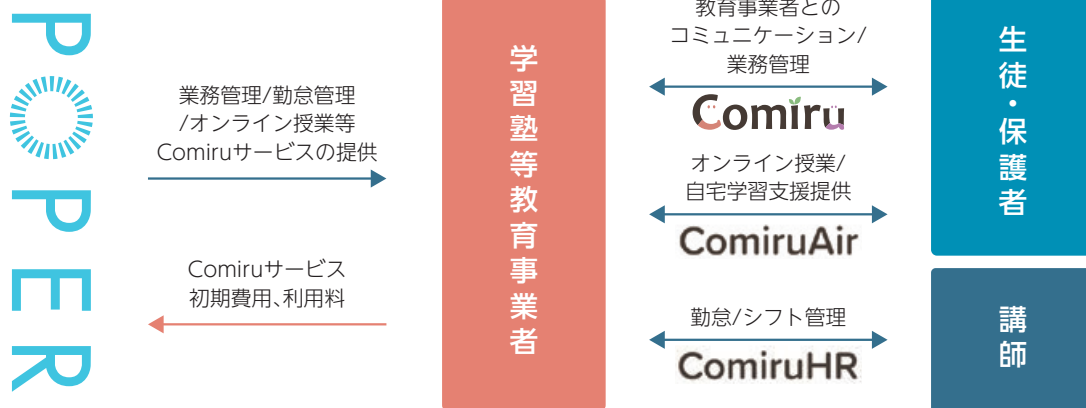 POPER
業務管理/勤怠管理
/オンライン授業等
Comiruサービスの提供
Comiruサービス
初期費用、利用料
学習塾等教育事業者
教育事業者との
コミュニケーション/
業務管理
Comiru
オンライン授業/
自宅学習支援提供
ComiruAir
勤怠/シフト管理
ComiruHR
生徒・保護者
講師